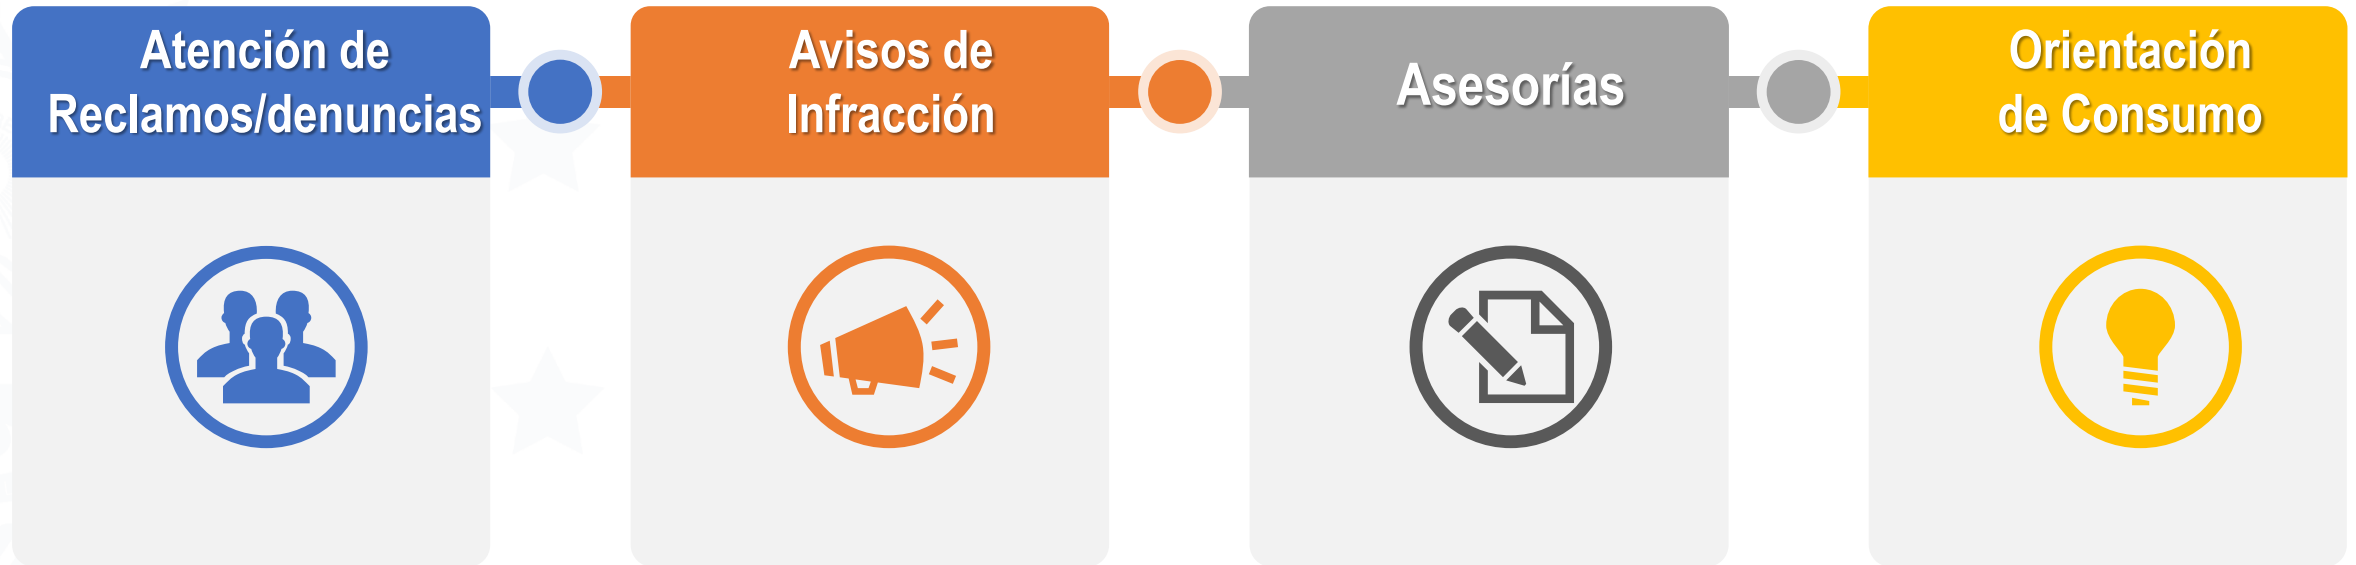 Atención de
Reclamos/denuncias
Avisos de
Infracción
Asesorías
Orientación
de Consumo